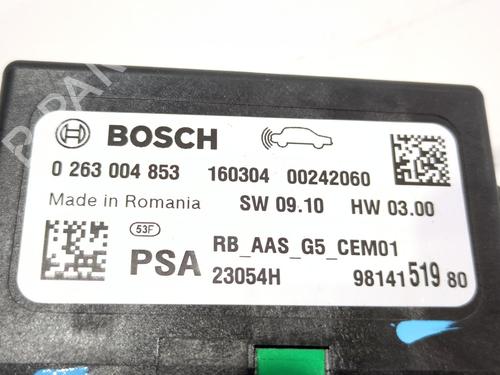 BOSCH
0 263 004 853 160304 00242060
Made in Romania SW 09.10 HW 03.00
53F RB_AAS_G5_CEM01
PSA 23054H 98141519 80